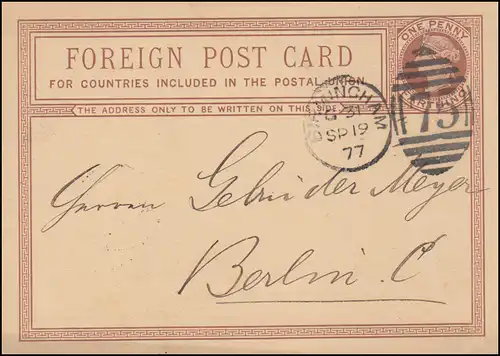 ONE PENNY
FOREIGN POST CARD
FOR COUNTRIES INCLUDED IN THE POSTAL UNION
THE ADDRESS ONLY TO BE WRITTEN ON THIS SIDE
BIRMINGHAM
SP 19
77
75
Herren Gebrüder Meyer
Berlin. C